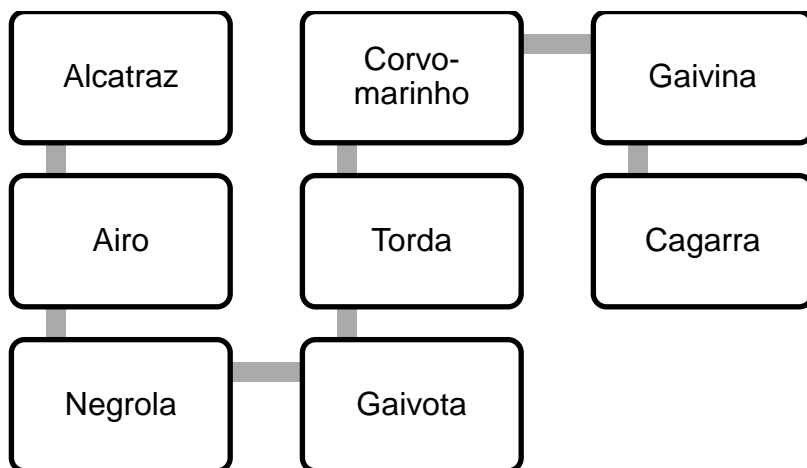 Alcatraz
Airo
Negrola
Gaivota
Torda
Corvo-
marinho
Gaivina
Cagarra